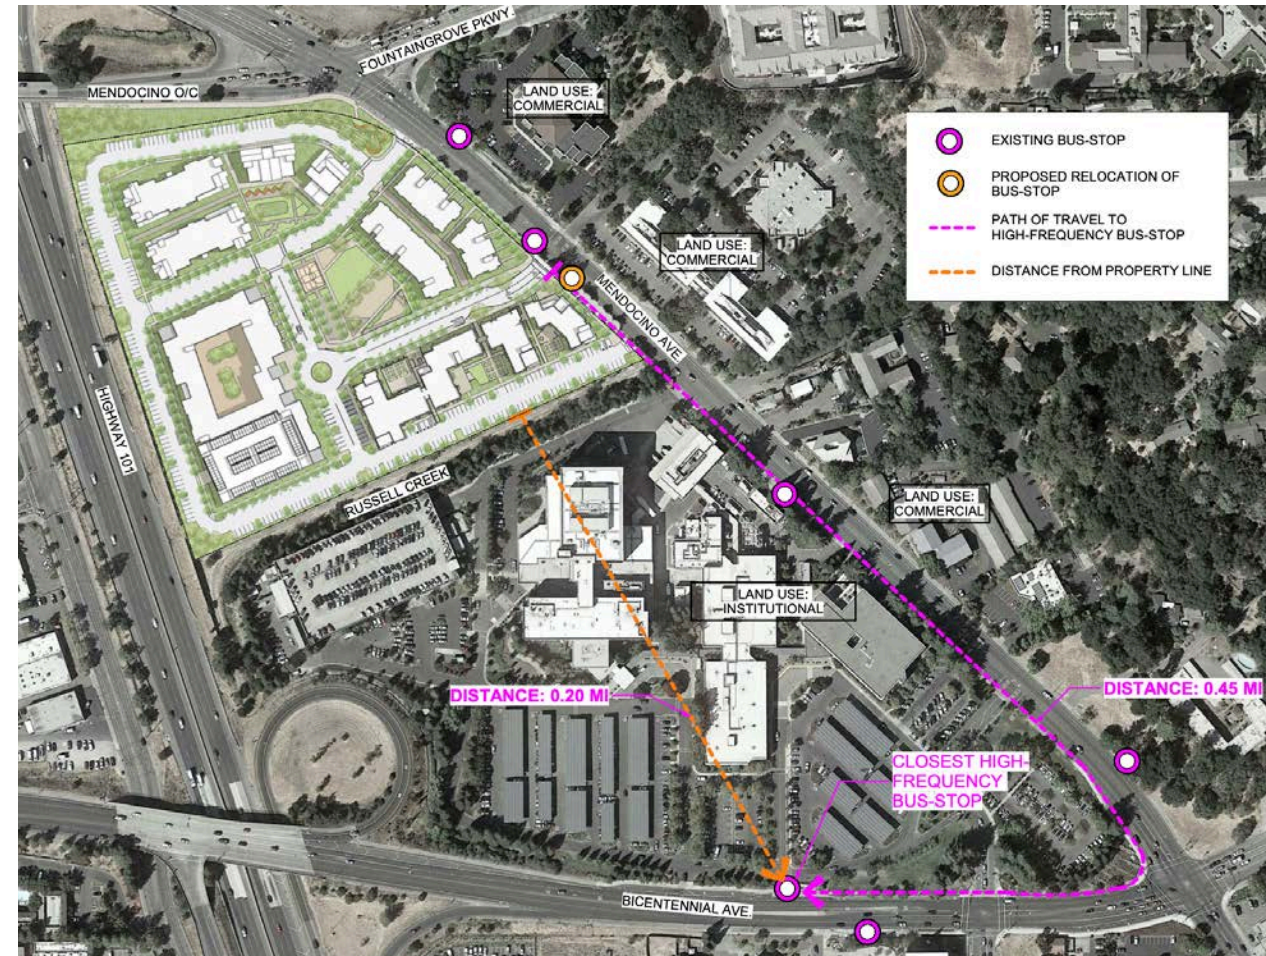 FOUNTAINGROVE PKWY.
MENDOCINO O/C
LAND USE:
COMMERCIAL
EXISTING BUS-STOP
PROPOSED RELOCATION OF
BUS-STOP
PATH OF TRAVEL TO
HIGH-FREQUENCY BUS-STOP
DISTANCE FROM PROPERTY LINE
LAND USE:
COMMERCIAL
MENDOCINO AVE.
HIGHWAY 101
RUSSELL CREEK
LAND USE:
COMMERCIAL
LAND USE:
INSTITUTIONAL
DISTANCE: 0.20 MI
DISTANCE: 0.45 MI
CLOSEST HIGH-
FREQUENCY
BUS-STOP
BICENTENNIAL AVE.